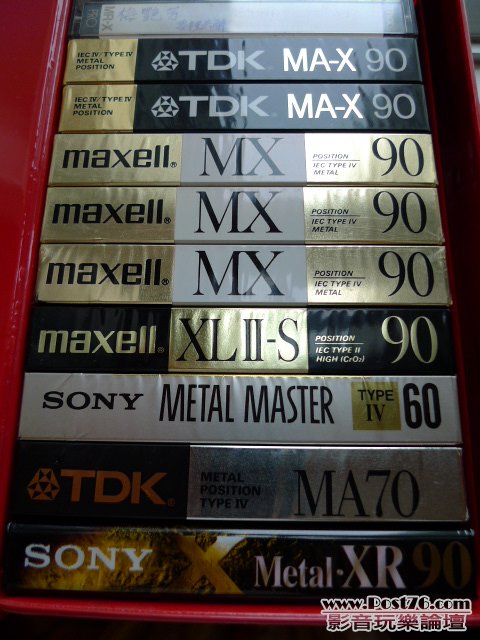 IEC IV/TYPE IV
METAL
POSITION
TDK MA-X 90
IEC IV/TYPE IV
METAL
POSITION
TDK MA-X 90
maxell® MX
POSITION
IEC TYPE IV
METAL
90
maxell® MX
POSITION
IEC TYPE IV
METAL
90
maxell® MX
POSITION
IEC TYPE IV
METAL
90
maxell® XLII-S
POSITION
IEC TYPE II
HIGH (CrO₂)
90
SONY METAL MASTER
TYPE
IV
60
TDK®
METAL
POSITION
TYPE IV
MA70
SONY X Metal-XR 90
www.Post76.com
影音玩樂論壇